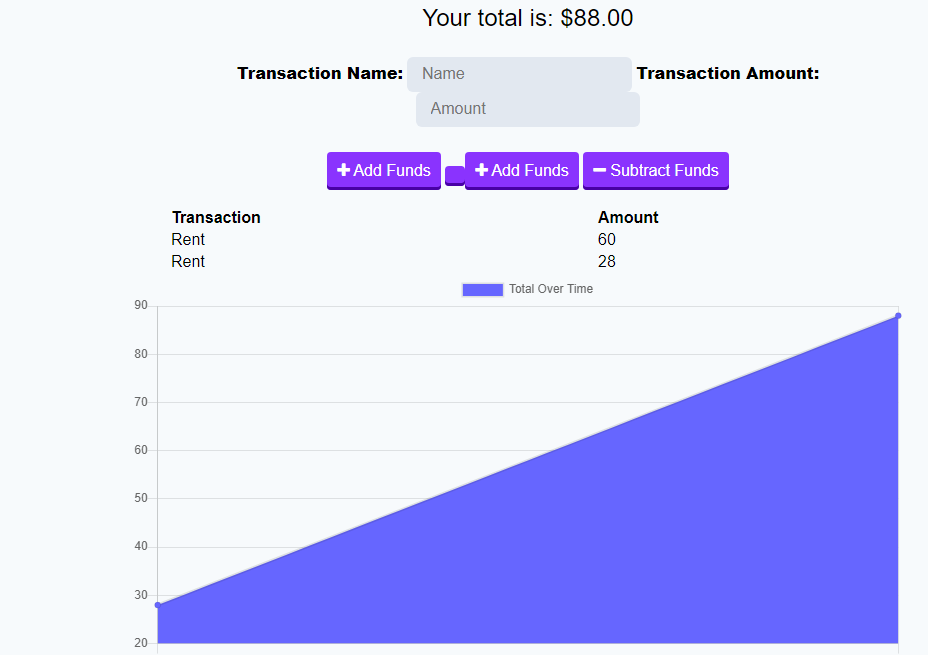 Your total is: $88.00
Transaction Name: Name Transaction Amount:
Amount
Add Funds Add Funds Subtract Funds
Transaction Amount
Rent 60
Rent 28
Total Over Time
90
80
70
60
50
40
30
20